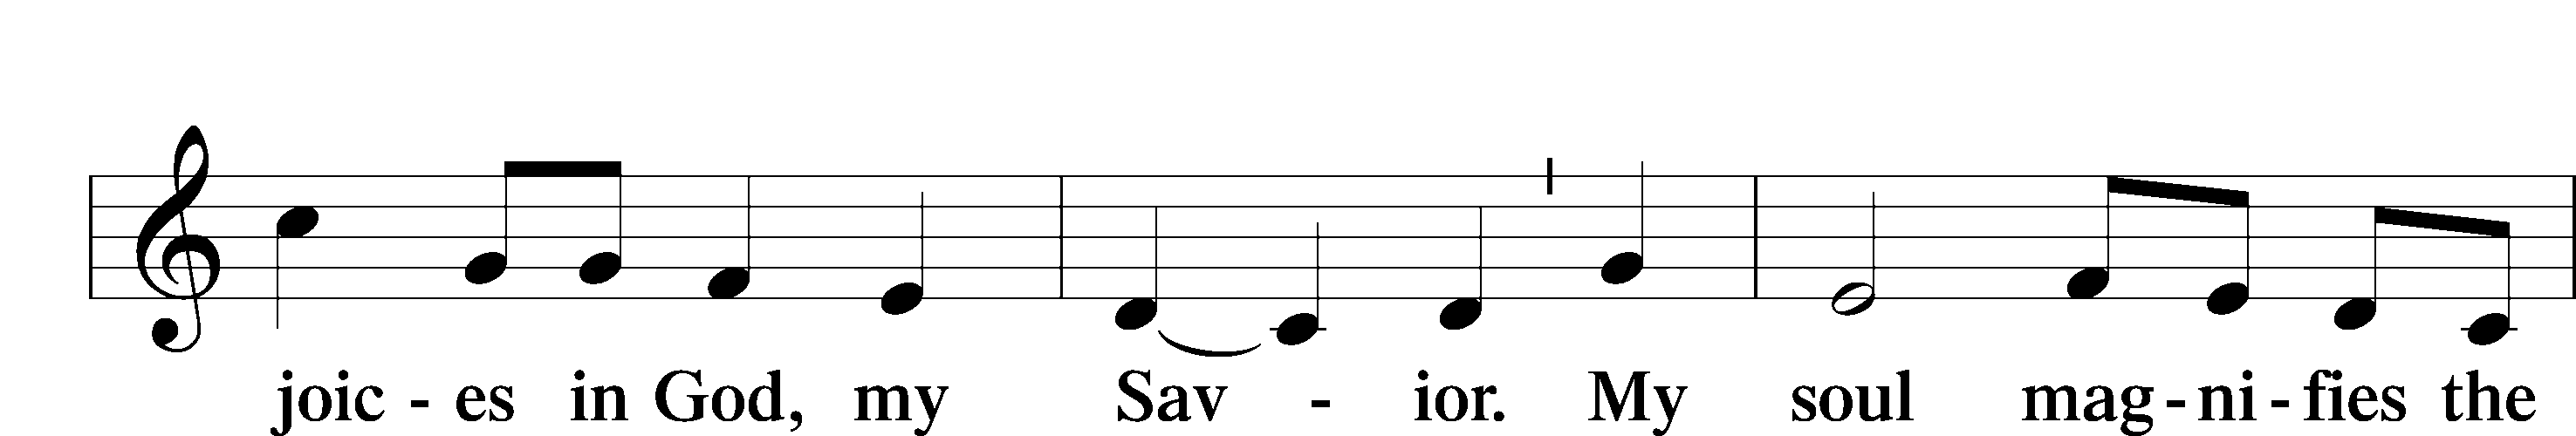 joic - es in God, my Sav - ior. My soul mag - ni - fies the